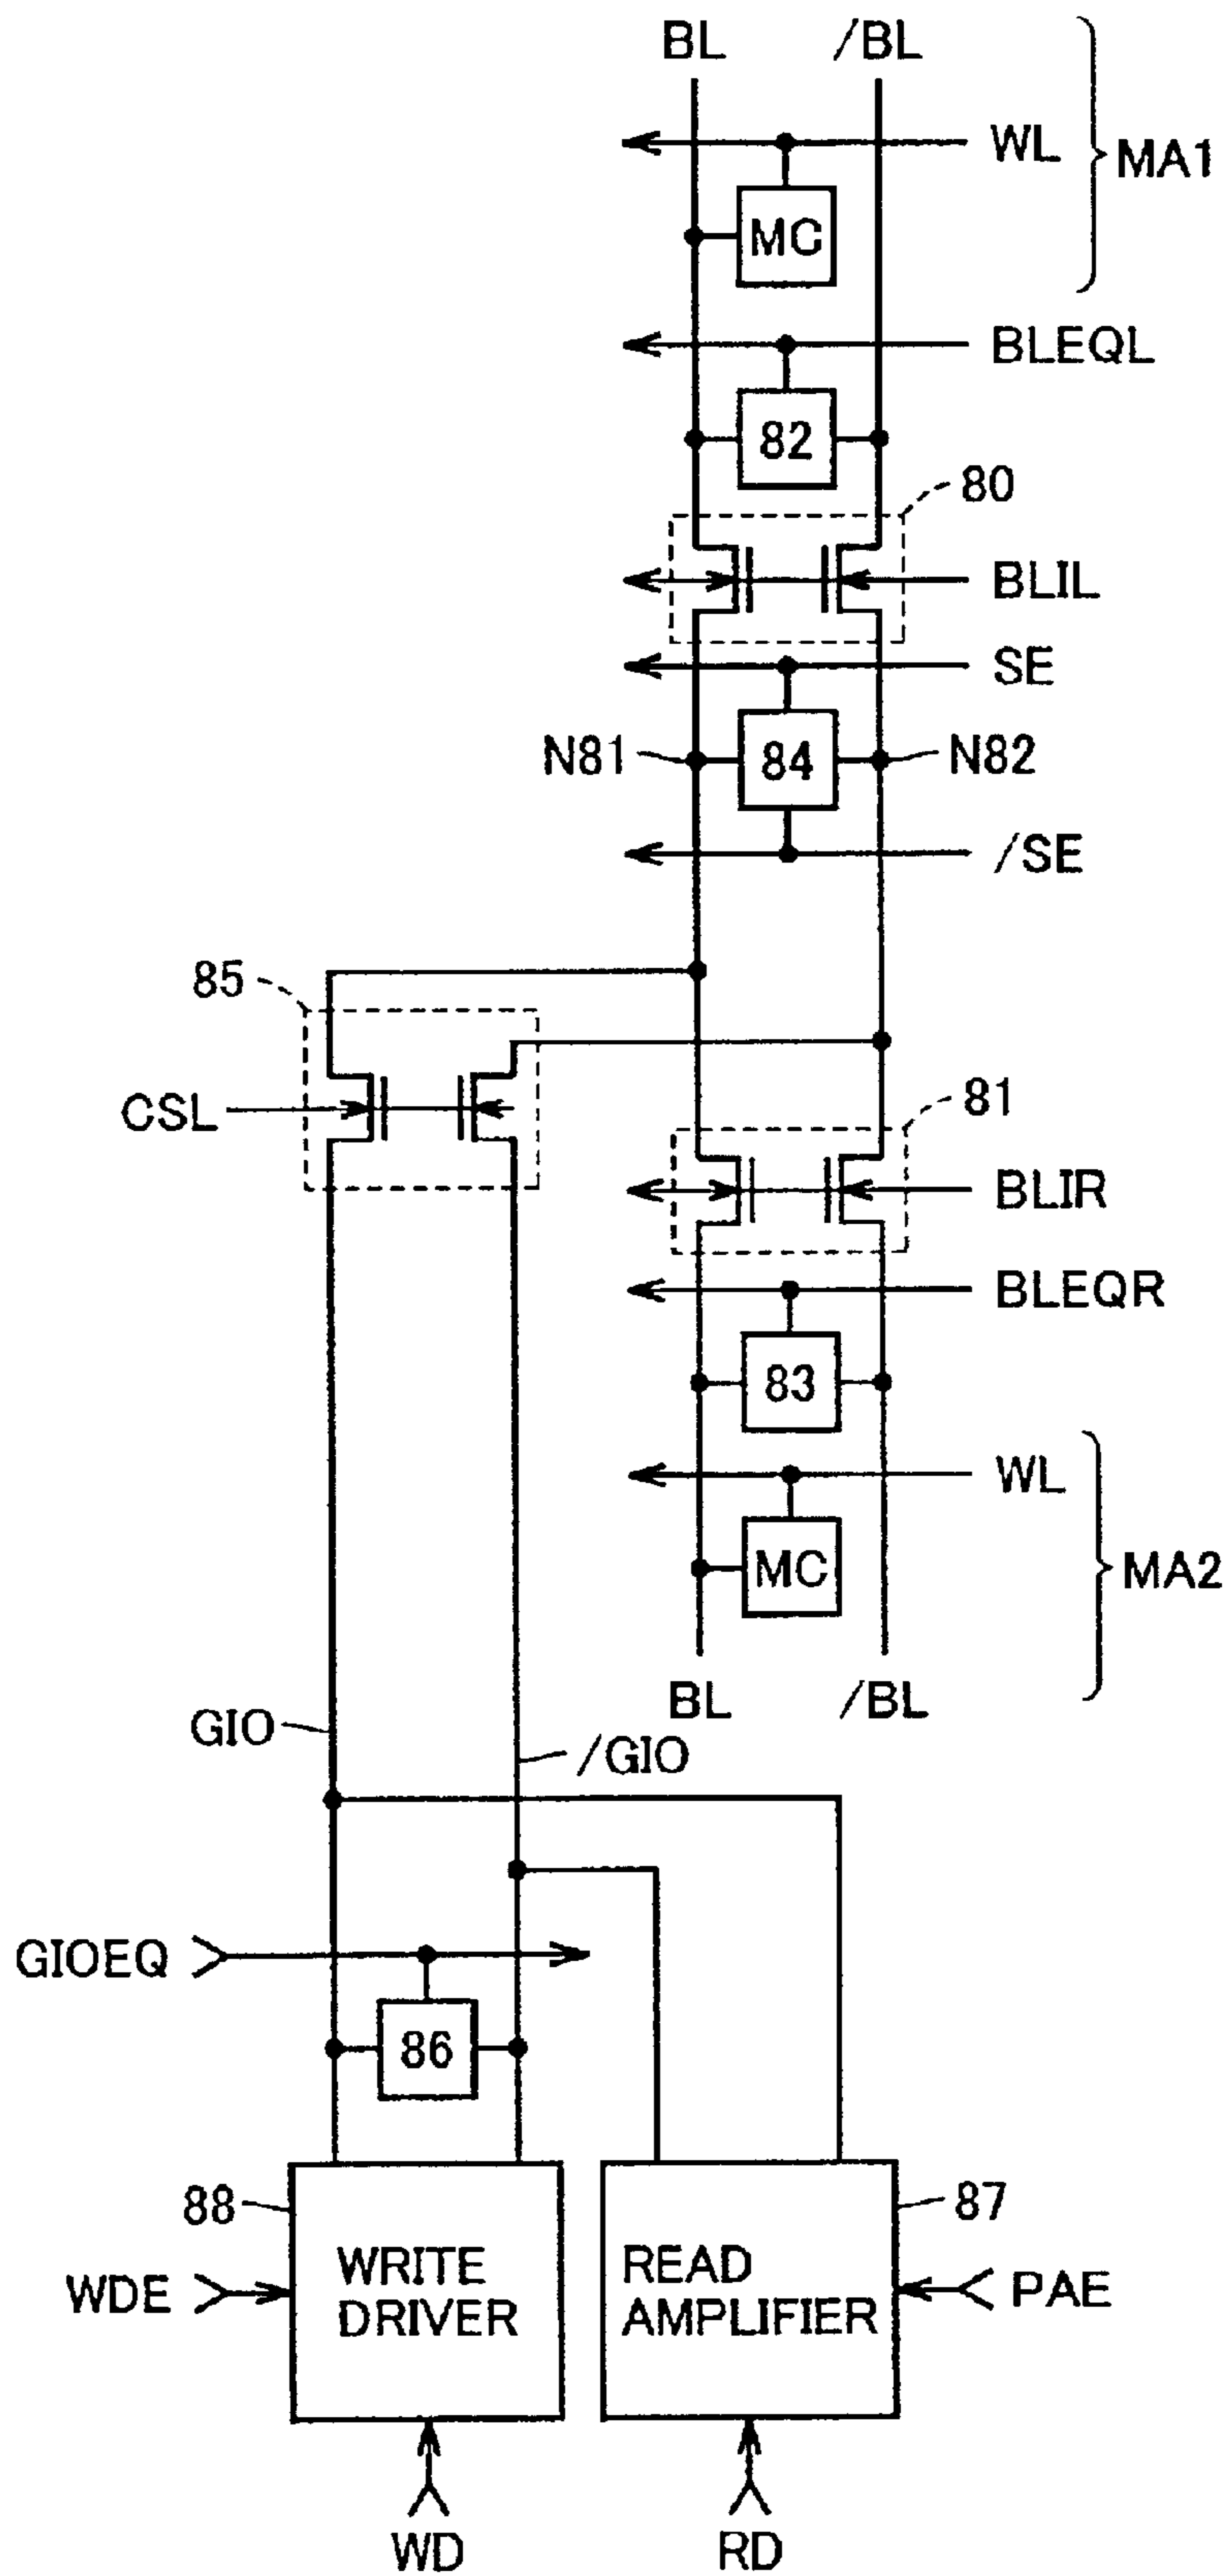 BL /BL
WL
MA1
MC
BLEQL
82
80
BLIL
SE
N81 84 N82
/SE
85
CSL
81
BLIR
BLEQR
83
WL
MC
MA2
BL /BL
GIO
/GIO
GIOEQ
86
88
87
WDE
WRITE
DRIVER
READ
AMPLIFIER
PAE
WD
RD